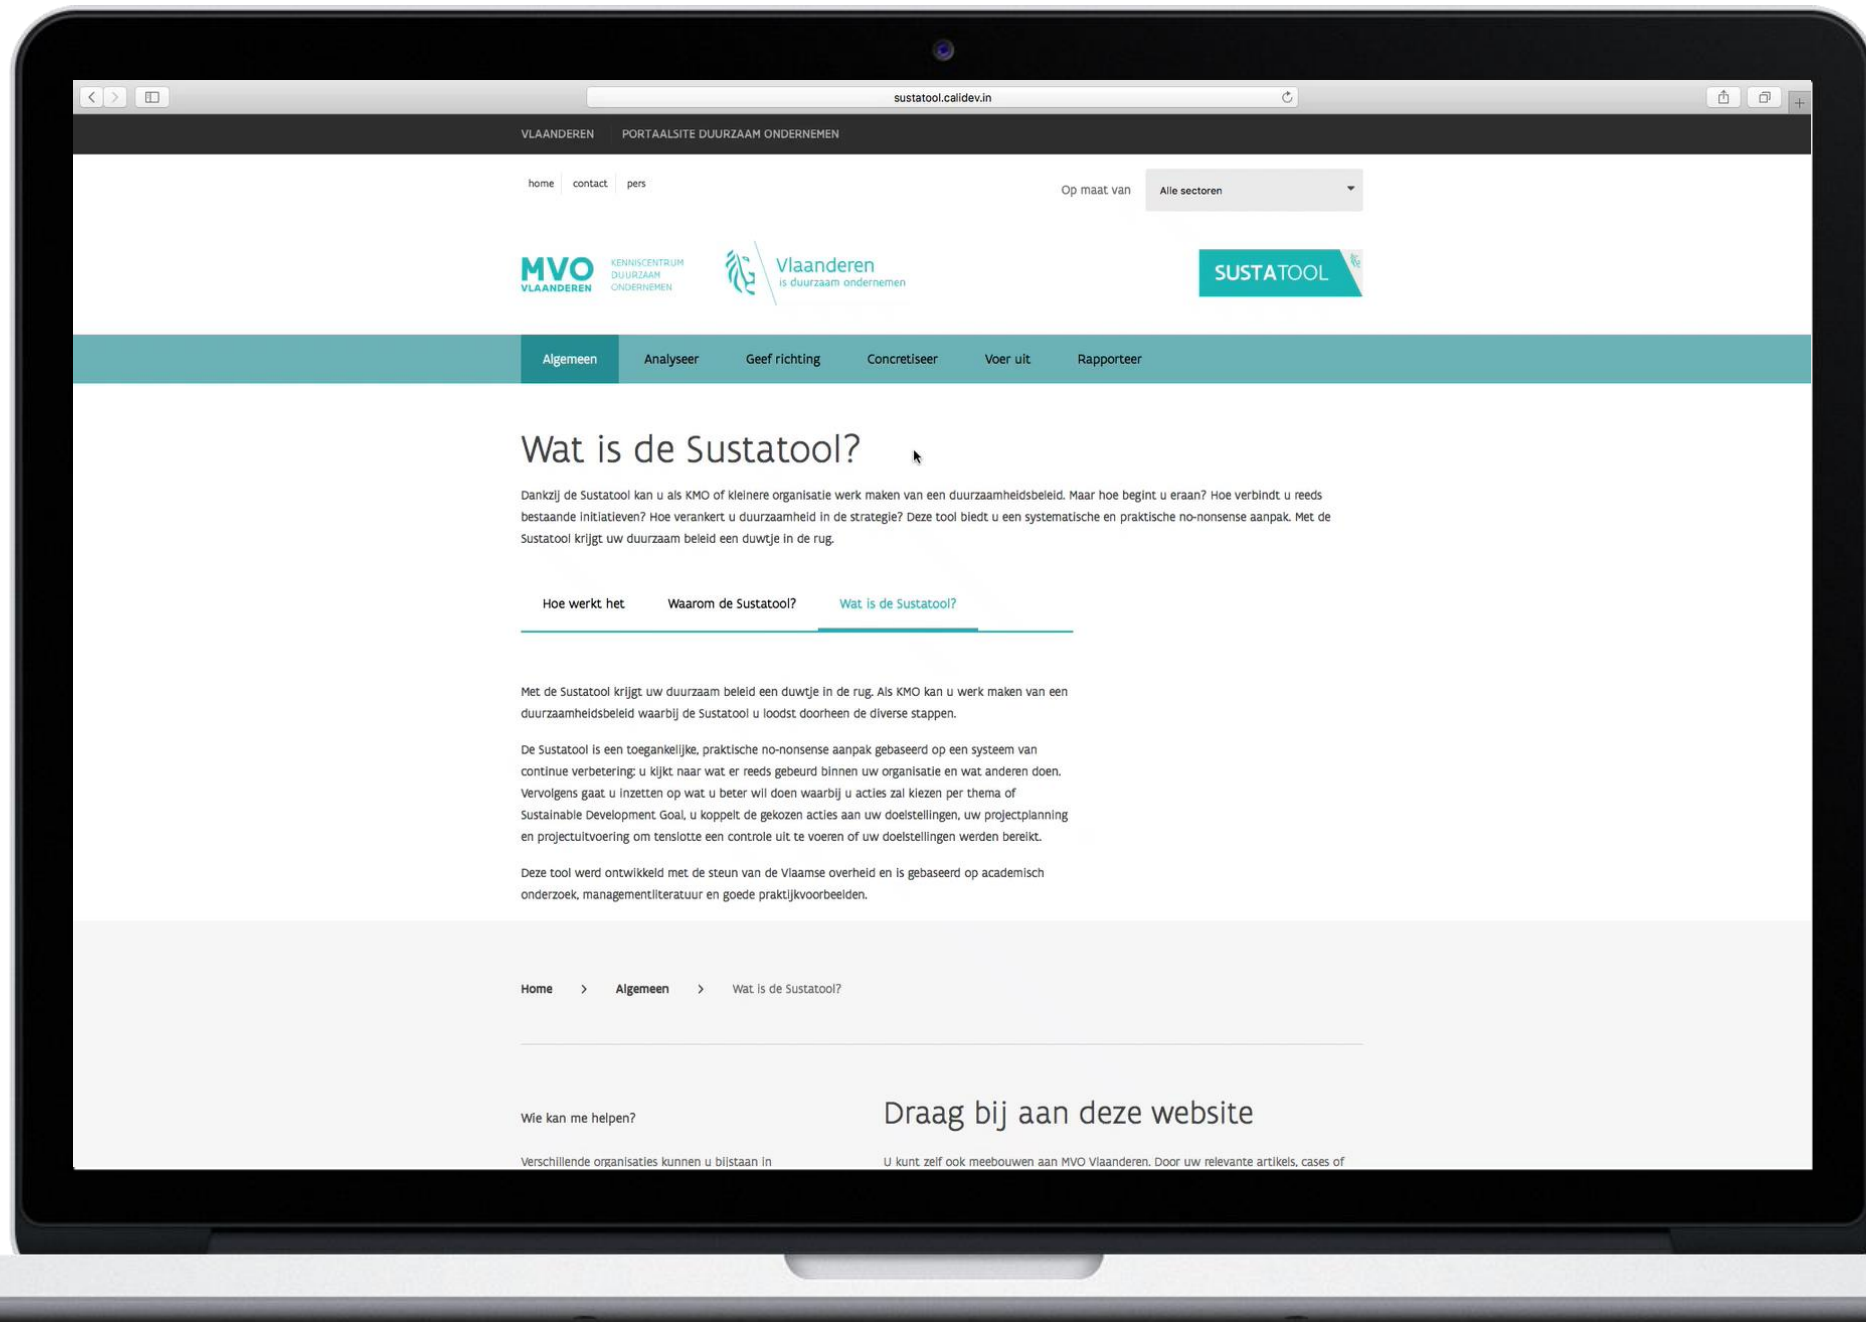 sustatool.calidev.in
VLAANDEREN PORTAALSITE DUURZAAM ONDERNEMEN
home contact pers
Op maat van Alle sectoren
MVO
VLAANDEREN
KENNISCENTRUM
DUURZAAM
ONDERNEMEN
Vlaanderen
is duurzaam ondernemen
SUSTATOOL
Algemeen Analyseer Geef richting Concretiseer Voer uit Rapporteer
Wat is de Sustatool?
Dankzij de Sustatool kan u als KMO of kleinere organisatie werk maken van een duurzaamheidsbeleid. Maar hoe begint u eraan? Hoe verbindt u reeds
bestaande initiatieven? Hoe verankert u duurzaamheid in de strategie? Deze tool biedt u een systematische en praktische no-nonsense aanpak. Met de
Sustatool krijgt uw duurzaam beleid een duwtje in de rug.
Hoe werkt het Waarom de Sustatool? Wat is de Sustatool?
Met de Sustatool krijgt uw duurzaam beleid een duwtje in de rug. Als KMO kan u werk maken van een
duurzaamheidsbeleid waarbij de Sustatool u loodst doorheen de diverse stappen.
De Sustatool is een toegankelijke, praktische no-nonsense aanpak gebaseerd op een systeem van
continue verbetering: u kijkt naar wat er reeds gebeurd binnen uw organisatie en wat anderen doen.
Vervolgens gaat u inzetten op wat u beter wil doen waarbij u acties zal kiezen per thema of
Sustainable Development Goal, u koppelt de gekozen acties aan uw doelstellingen, uw projectplanning
en projectuitvoering om tenslotte een controle uit te voeren of uw doelstellingen werden bereikt.
Deze tool werd ontwikkeld met de steun van de Vlaamse overheid en is gebaseerd op academisch
onderzoek, managementliteratuur en goede praktijkvoorbeelden.
Home > Algemeen > Wat is de Sustatool?
Wie kan me helpen?
Draag bij aan deze website
Verschillende organisaties kunnen u bijstaan in
U kunt zelf ook meebouwen aan MVO Vlaanderen. Door uw relevante artikels, cases of